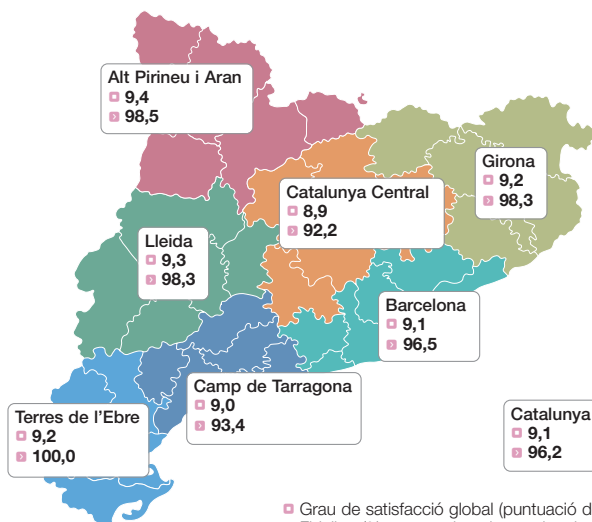 Alt Pirineu i Aran
9,4
98,5
Girona
9,2
98,3
Catalunya Central
8,9
92,2
Lleida
9,3
98,3
Barcelona
9,1
96,5
Camp de Tarragona
9,0
93,4
Terres de l'Ebre
9,2
100,0
Catalunya
9,1
96,2
Grau de satisfacció global (puntuació d